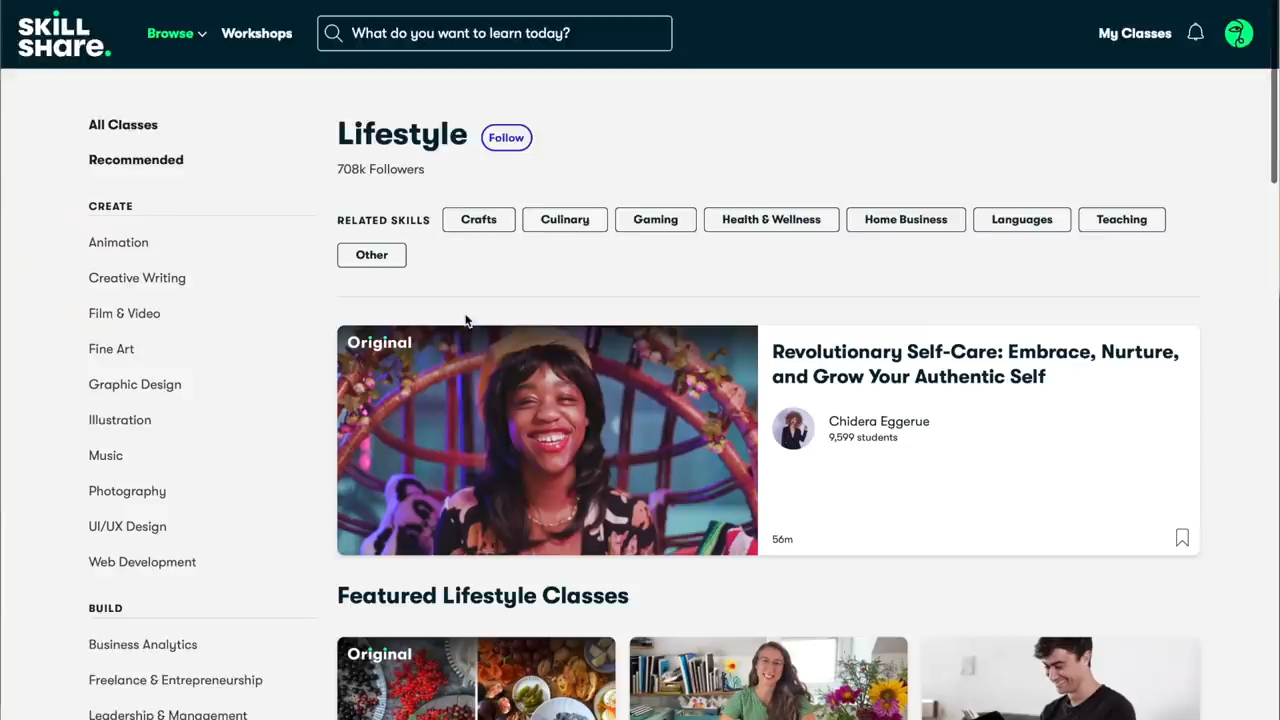 SKILL
SHare.
Browse
Workshops
What do you want to learn today?
My Classes
All Classes
Recommended
CREATE
Animation
Creative Writing
Film & Video
Fine Art
Graphic Design
Illustration
Music
Photography
UI/UX Design
Web Development
BUILD
Business Analytics
Freelance & Entrepreneurship
Leadership & Management
Lifestyle
Follow
708k Followers
RELATED SKILLS
Crafts
Culinary
Gaming
Health & Wellness
Home Business
Languages
Teaching
Other
Original
Revolutionary Self-Care: Embrace, Nurture,
and Grow Your Authentic Self
Chidera Eggerue
9,599 students
56m
Featured Lifestyle Classes
Original